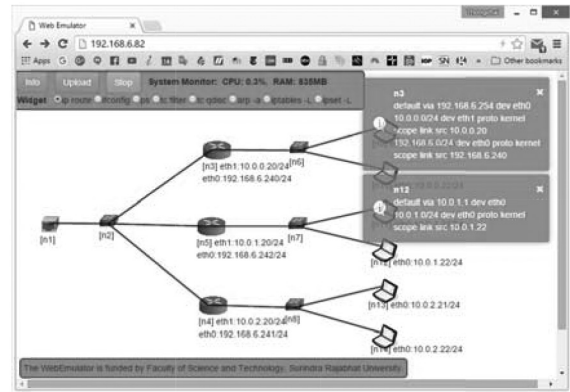 Web Emulator
192.168.6.82
Apps
Other bookmarks
Info Upload Stop System Monitor: CPU: 0.3%, RAM: 835MB
Widget ip route ifconfig ps tc filter tc qdisc arp -a iptables -L ipset -L
n3
default via 192.168.6.254 dev eth0
10.0.0.0/24 dev eth1 proto kernel
scope link src 10.0.0.20
192.168.6.0/24 dev eth0 proto kernel
scope link src 192.168.6.240
n12
default via 10.0.1.1 dev eth0
10.0.1.0/24 dev eth0 proto kernel
scope link src 10.0.1.22
[n3] eth1:10.0.0.20/24
eth0:192.168.6.240/24
[n6]
[n1]
[n2]
[n5] eth1:10.0.1.20/24
eth0:192.168.6.242/24
[n7]
[n12] eth0:10.0.1.22/24
[n4] eth1:10.0.2.20/24
eth0:192.168.6.241/24
[n8]
[n13] eth0:10.0.2.21/24
[n14] eth0:10.0.2.22/24
The WebEmulator is funded by Faculty of Science and Technology, Surindra Rajabhat University.